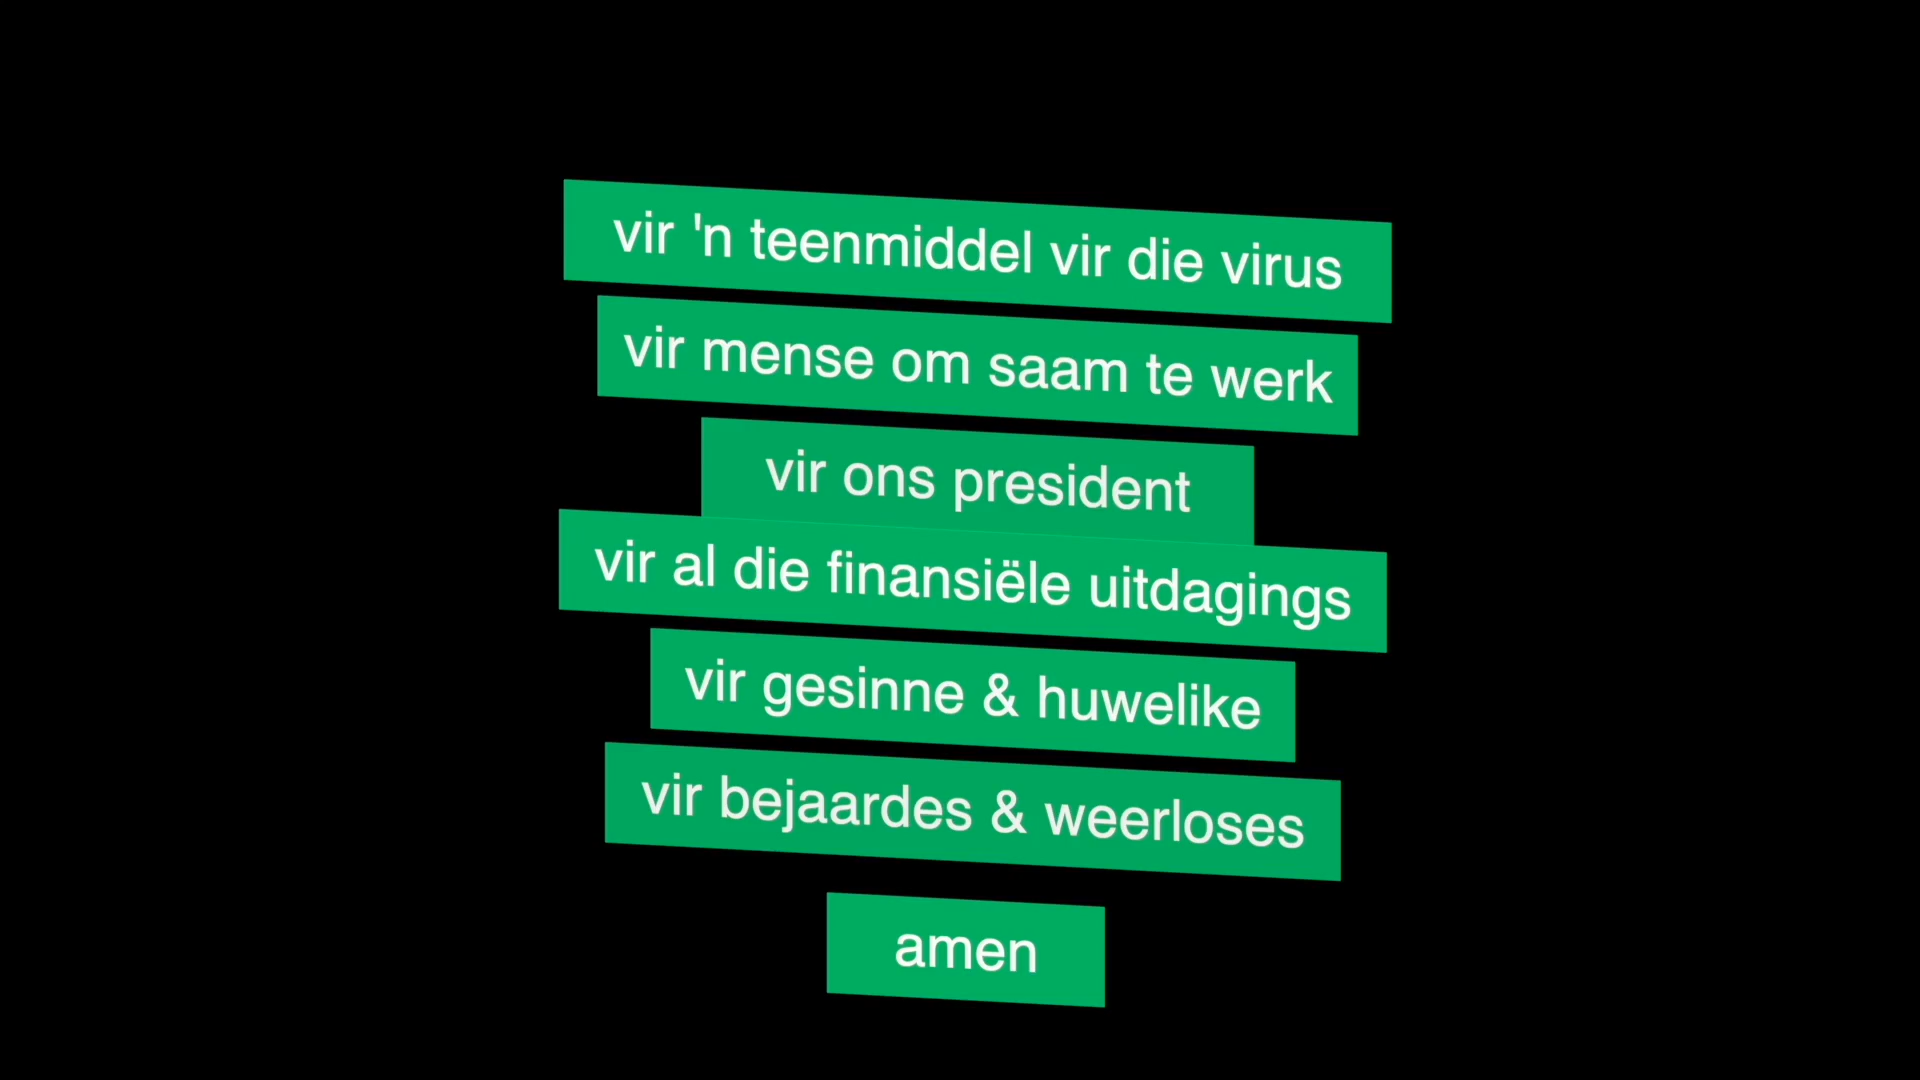 vir 'n teenmiddel vir die virus
vir mense om saam te werk
vir ons president
vir al die finansiële uitdagings
vir gesinne & huwelike
vir bejaardes & weerloses
amen